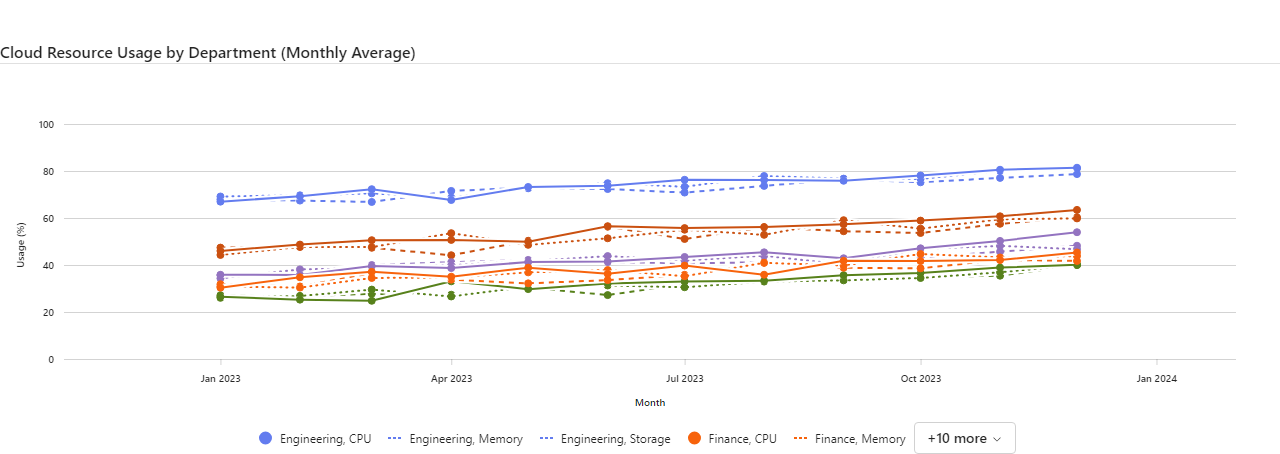 Cloud Resource Usage by Department (Monthly Average)
100
80
60
40
20
0
Usage (%)
Jan 2023 Apr 2023 Jul 2023 Oct 2023 Jan 2024
Month
Engineering, CPU Engineering, Memory Engineering, Storage Finance, CPU Finance, Memory +10 more